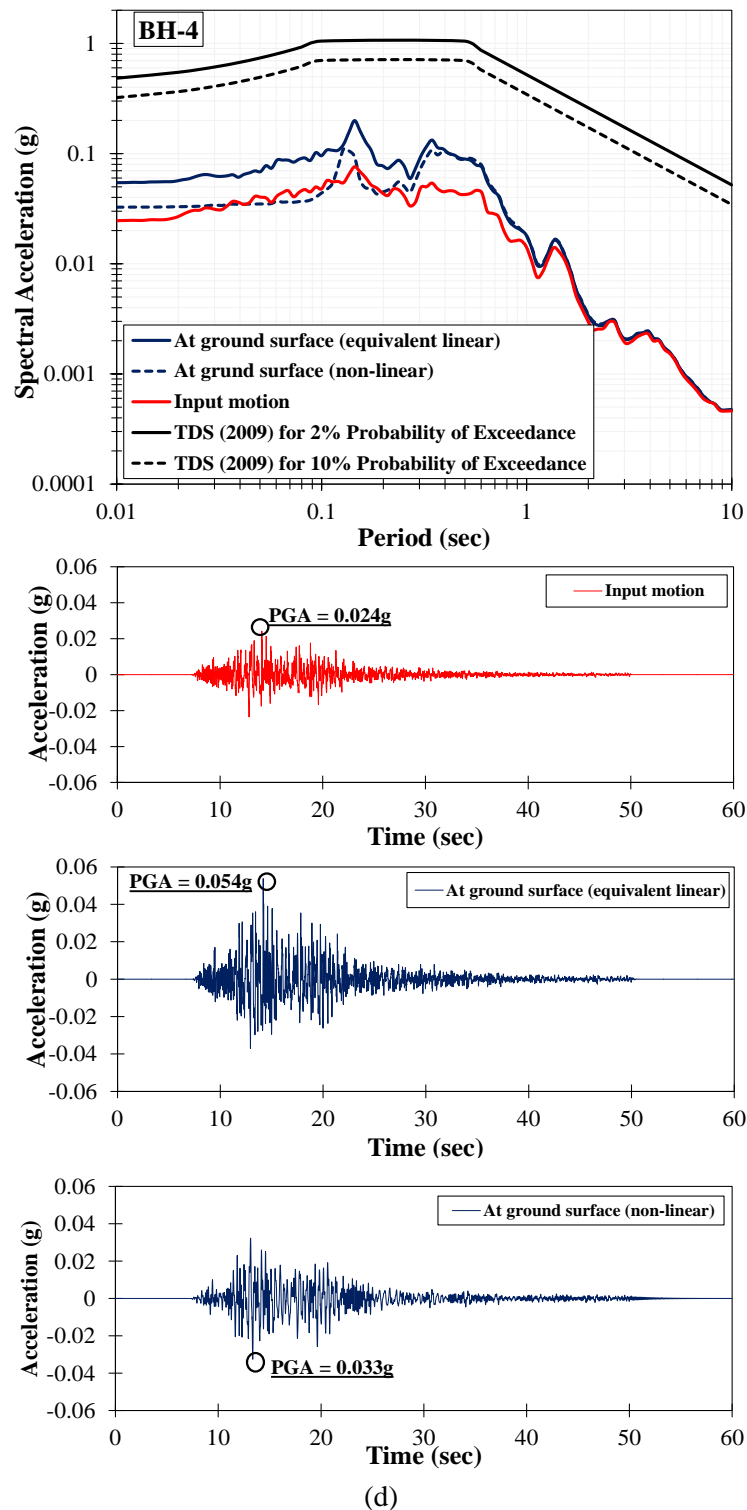 BH-4
Spectral Acceleration (g)
1
0.1
0.01
0.001
0.0001
At ground surface (equivalent linear)
At grund surface (non-linear)
Input motion
TDS (2009) for 2% Probability of Exceedance
TDS (2009) for 10% Probability of Exceedance
0.01 0.1 1 10
Period (sec)
Acceleration (g)
0.06
0.04
0.02
0
-0.02
-0.04
-0.06
Input motion
PGA = 0.024g
0 10 20 30 40 50 60
Time (sec)
Acceleration (g)
0.06
0.04
0.02
0
-0.02
-0.04
-0.06
PGA = 0.054g
At ground surface (equivalent linear)
0 10 20 30 40 50 60
Time (sec)
Acceleration (g)
0.06
0.04
0.02
0
-0.02
-0.04
-0.06
At ground surface (non-linear)
PGA = 0.033g
0 10 20 30 40 50 60
Time (sec)
(d)